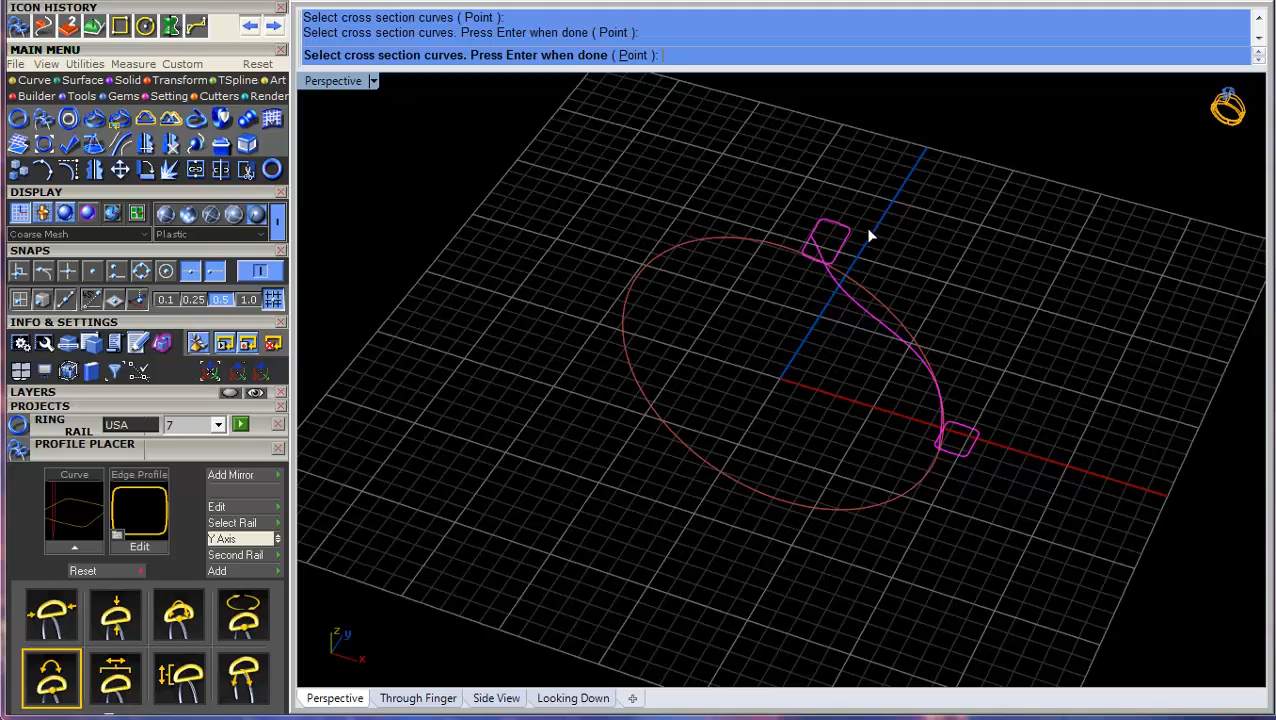 ICON HISTORY
MAIN MENU
File View Utilities Measure Custom Reset
Curve Surface Solid Transform TSpline Art
Builder Tools Gems Setting Cutters Render
DISPLAY
Coarse Mesh Plastic
SNAPS
0.1 0.25 0.5 1.0
INFO & SETTINGS
LAYERS
PROJECTS
RING RAIL USA 7
PROFILE PLACER
Curve Edge Profile Add Mirror
Edit
Select Rail
Y Axis
Edit Second Rail
Reset Add
Select cross section curves ( Point ):
Select cross section curves. Press Enter when done ( Point ):
Select cross section curves. Press Enter when done ( Point ):
Perspective
z y x
Perspective Through Finger Side View Looking Down